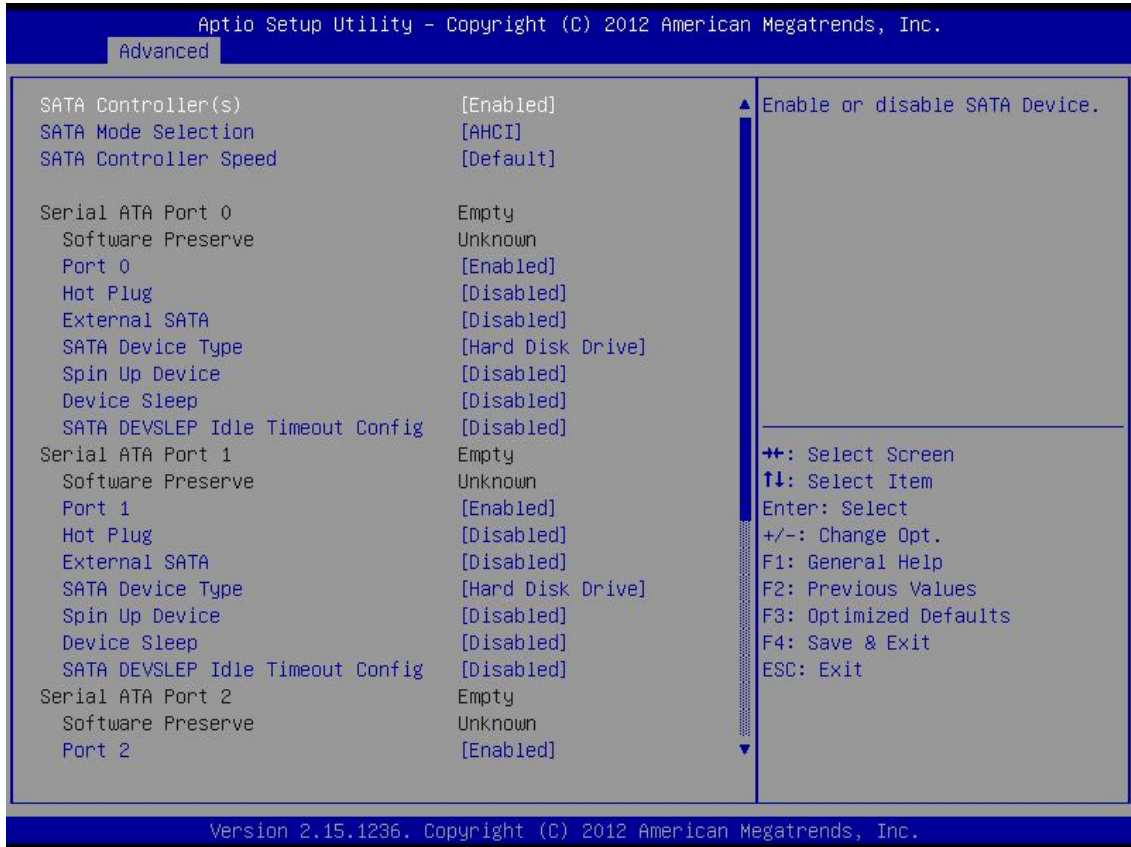 Aptio Setup Utility – Copyright (C) 2012 American Megatrends, Inc.
Advanced
SATA Controller(s) [Enabled]
SATA Mode Selection [AHCI]
SATA Controller Speed [Default]
Serial ATA Port 0 Empty
Software Preserve Unknown
Port 0 [Enabled]
Hot Plug [Disabled]
External SATA [Disabled]
SATA Device Type [Hard Disk Drive]
Spin Up Device [Disabled]
Device Sleep [Disabled]
SATA DEVSLEP Idle Timeout Config [Disabled]
Serial ATA Port 1 Empty
Software Preserve Unknown
Port 1 [Enabled]
Hot Plug [Disabled]
External SATA [Disabled]
SATA Device Type [Hard Disk Drive]
Spin Up Device [Disabled]
Device Sleep [Disabled]
SATA DEVSLEP Idle Timeout Config [Disabled]
Serial ATA Port 2 Empty
Software Preserve Unknown
Port 2 [Enabled]
Enable or disable SATA Device.
→←: Select Screen
↑↓: Select Item
Enter: Select
+/-: Change Opt.
F1: General Help
F2: Previous Values
F3: Optimized Defaults
F4: Save & Exit
ESC: Exit
Version 2.15.1236. Copyright (C) 2012 American Megatrends, Inc.